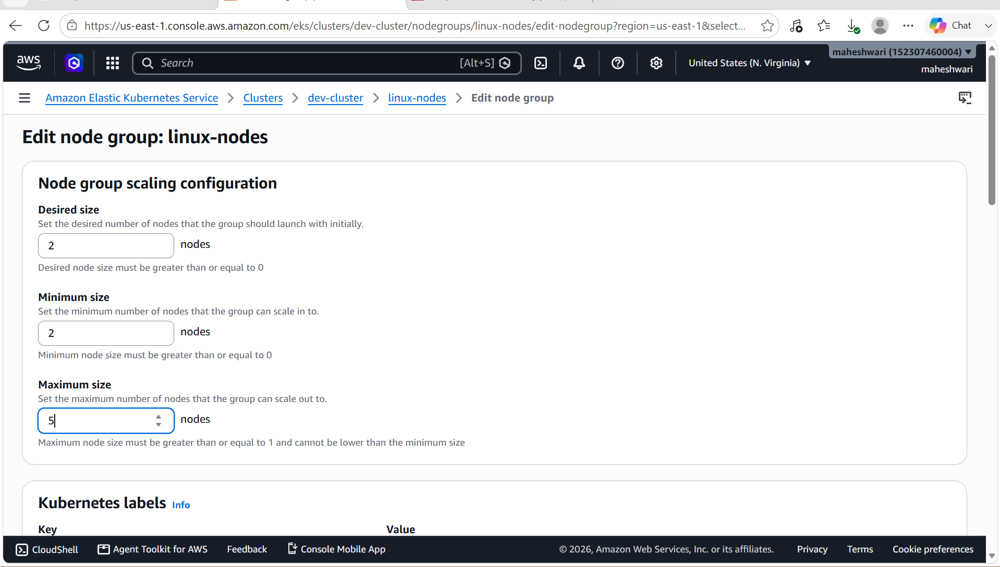 https://us-east-1.console.aws.amazon.com/eks/clusters/dev-cluster/nodegroups/linux-nodes/edit-nodegroup?region=us-east-1&select...
Chat
aws
Search
[Alt+S]
United States (N. Virginia)
maheshwari (152307460004)
maheshwari
Amazon Elastic Kubernetes Service
Clusters
dev-cluster
linux-nodes
Edit node group
Edit node group: linux-nodes
Node group scaling configuration
Desired size
Set the desired number of nodes that the group should launch with initially.
2 nodes
Desired node size must be greater than or equal to 0
Minimum size
Set the minimum number of nodes that the group can scale in to.
2 nodes
Minimum node size must be greater than or equal to 0
Maximum size
Set the maximum number of nodes that the group can scale out to.
5 nodes
Maximum node size must be greater than or equal to 1 and cannot be lower than the minimum size
Kubernetes labels Info
Key Value
CloudShell Agent Toolkit for AWS Feedback Console Mobile App © 2026, Amazon Web Services, Inc. or its affiliates. Privacy Terms Cookie preferences